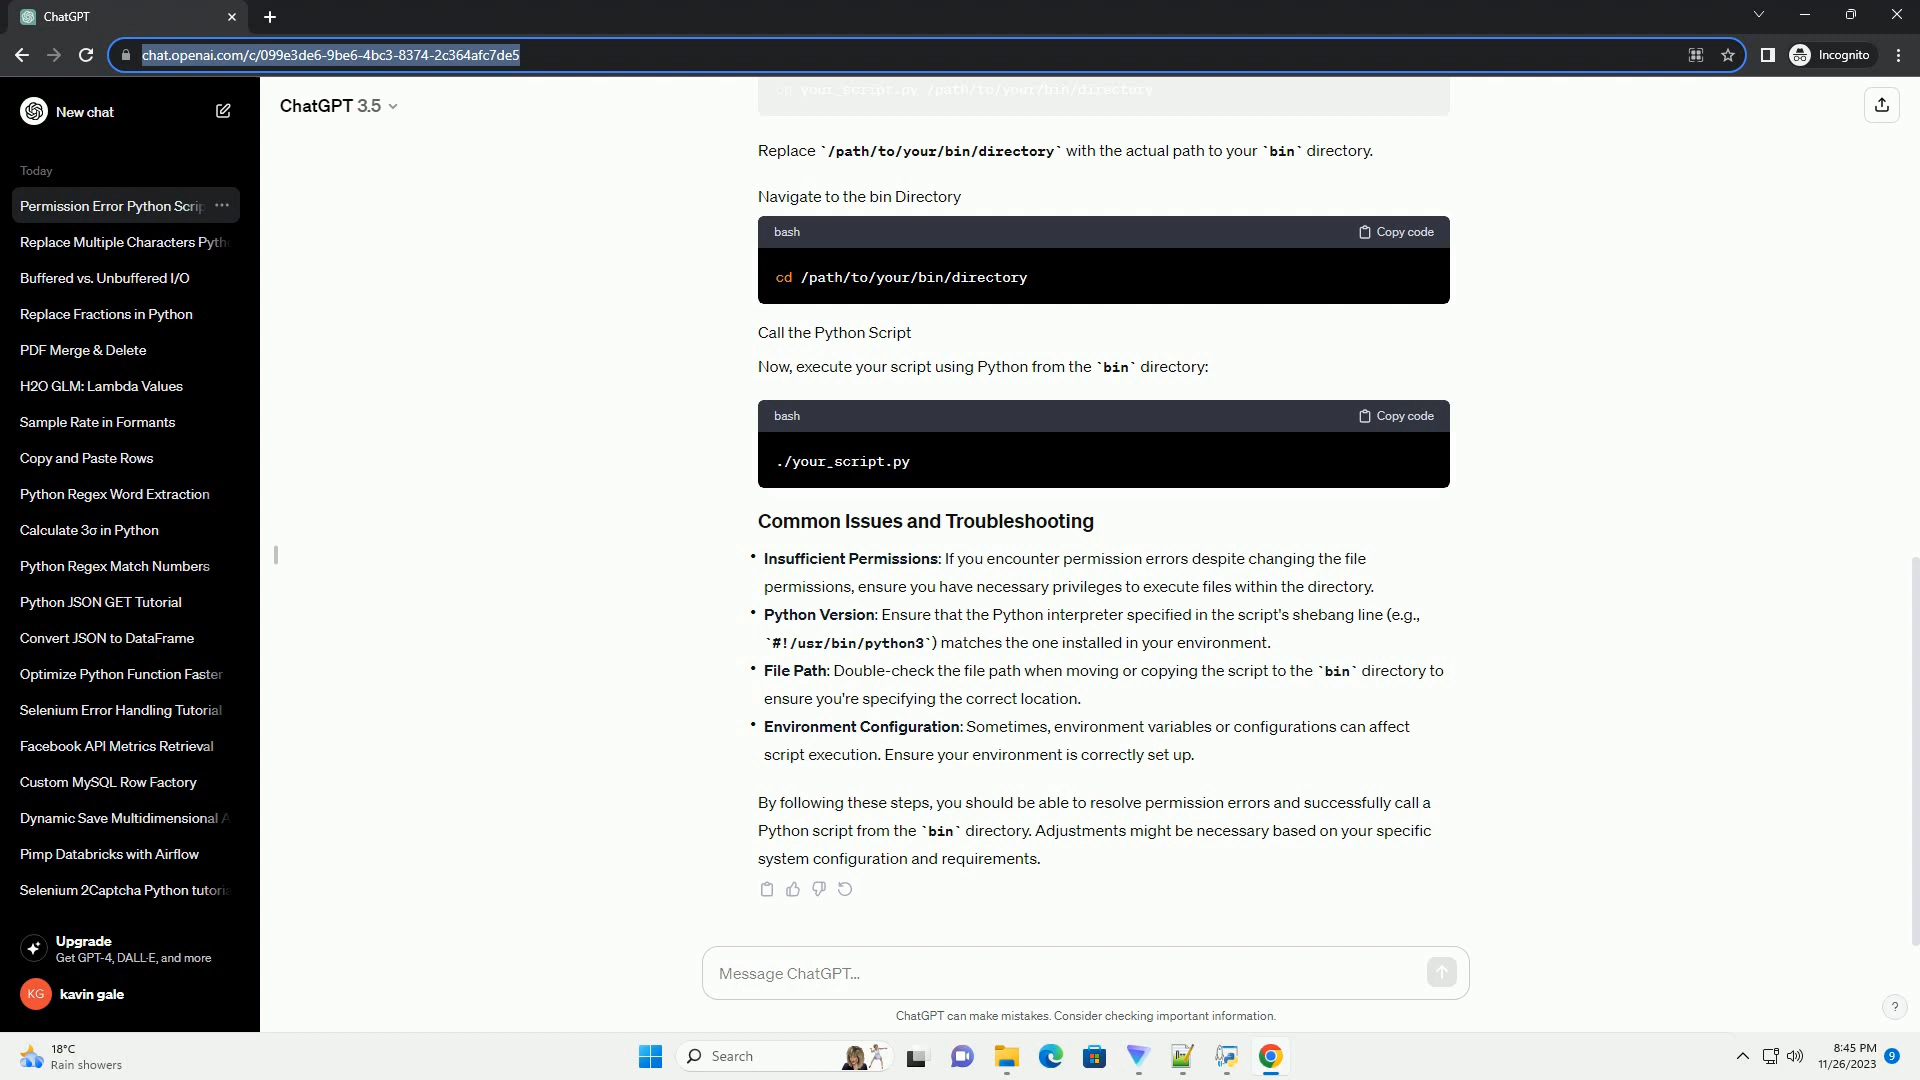 ChatGPT
chat.openai.com/c/099e3de6-9be6-4bc3-8374-2c364afc7de5
Incognito
New chat
ChatGPT 3.5
Today
Permission Error Python Scrip
Replace Multiple Characters Pyth
Buffered vs. Unbuffered I/O
Replace Fractions in Python
PDF Merge & Delete
H2O GLM: Lambda Values
Sample Rate in Formants
Copy and Paste Rows
Python Regex Word Extraction
Calculate 3σ in Python
Python Regex Match Numbers
Python JSON GET Tutorial
Convert JSON to DataFrame
Optimize Python Function Faster
Selenium Error Handling Tutorial
Facebook API Metrics Retrieval
Custom MySQL Row Factory
Dynamic Save Multidimensional A
Pimp Databricks with Airflow
Selenium 2Captcha Python tutoria
Upgrade
Get GPT-4, DALL·E, and more
KG kavin gale
your_script.py /path/to/your/bin/directory
Replace `/path/to/your/bin/directory` with the actual path to your `bin` directory.
Navigate to the bin Directory
bash Copy code
cd /path/to/your/bin/directory
Call the Python Script
Now, execute your script using Python from the `bin` directory:
bash Copy code
./your_script.py
Common Issues and Troubleshooting
• Insufficient Permissions: If you encounter permission errors despite changing the file
permissions, ensure you have necessary privileges to execute files within the directory.
• Python Version: Ensure that the Python interpreter specified in the script's shebang line (e.g.,
`#!/usr/bin/python3`) matches the one installed in your environment.
• File Path: Double-check the file path when moving or copying the script to the `bin` directory to
ensure you're specifying the correct location.
• Environment Configuration: Sometimes, environment variables or configurations can affect
script execution. Ensure your environment is correctly set up.
By following these steps, you should be able to resolve permission errors and successfully call a
Python script from the `bin` directory. Adjustments might be necessary based on your specific
system configuration and requirements.
Message ChatGPT...
ChatGPT can make mistakes. Consider checking important information.
?
18°C
Rain showers
Search
8:45 PM
11/26/2023
9